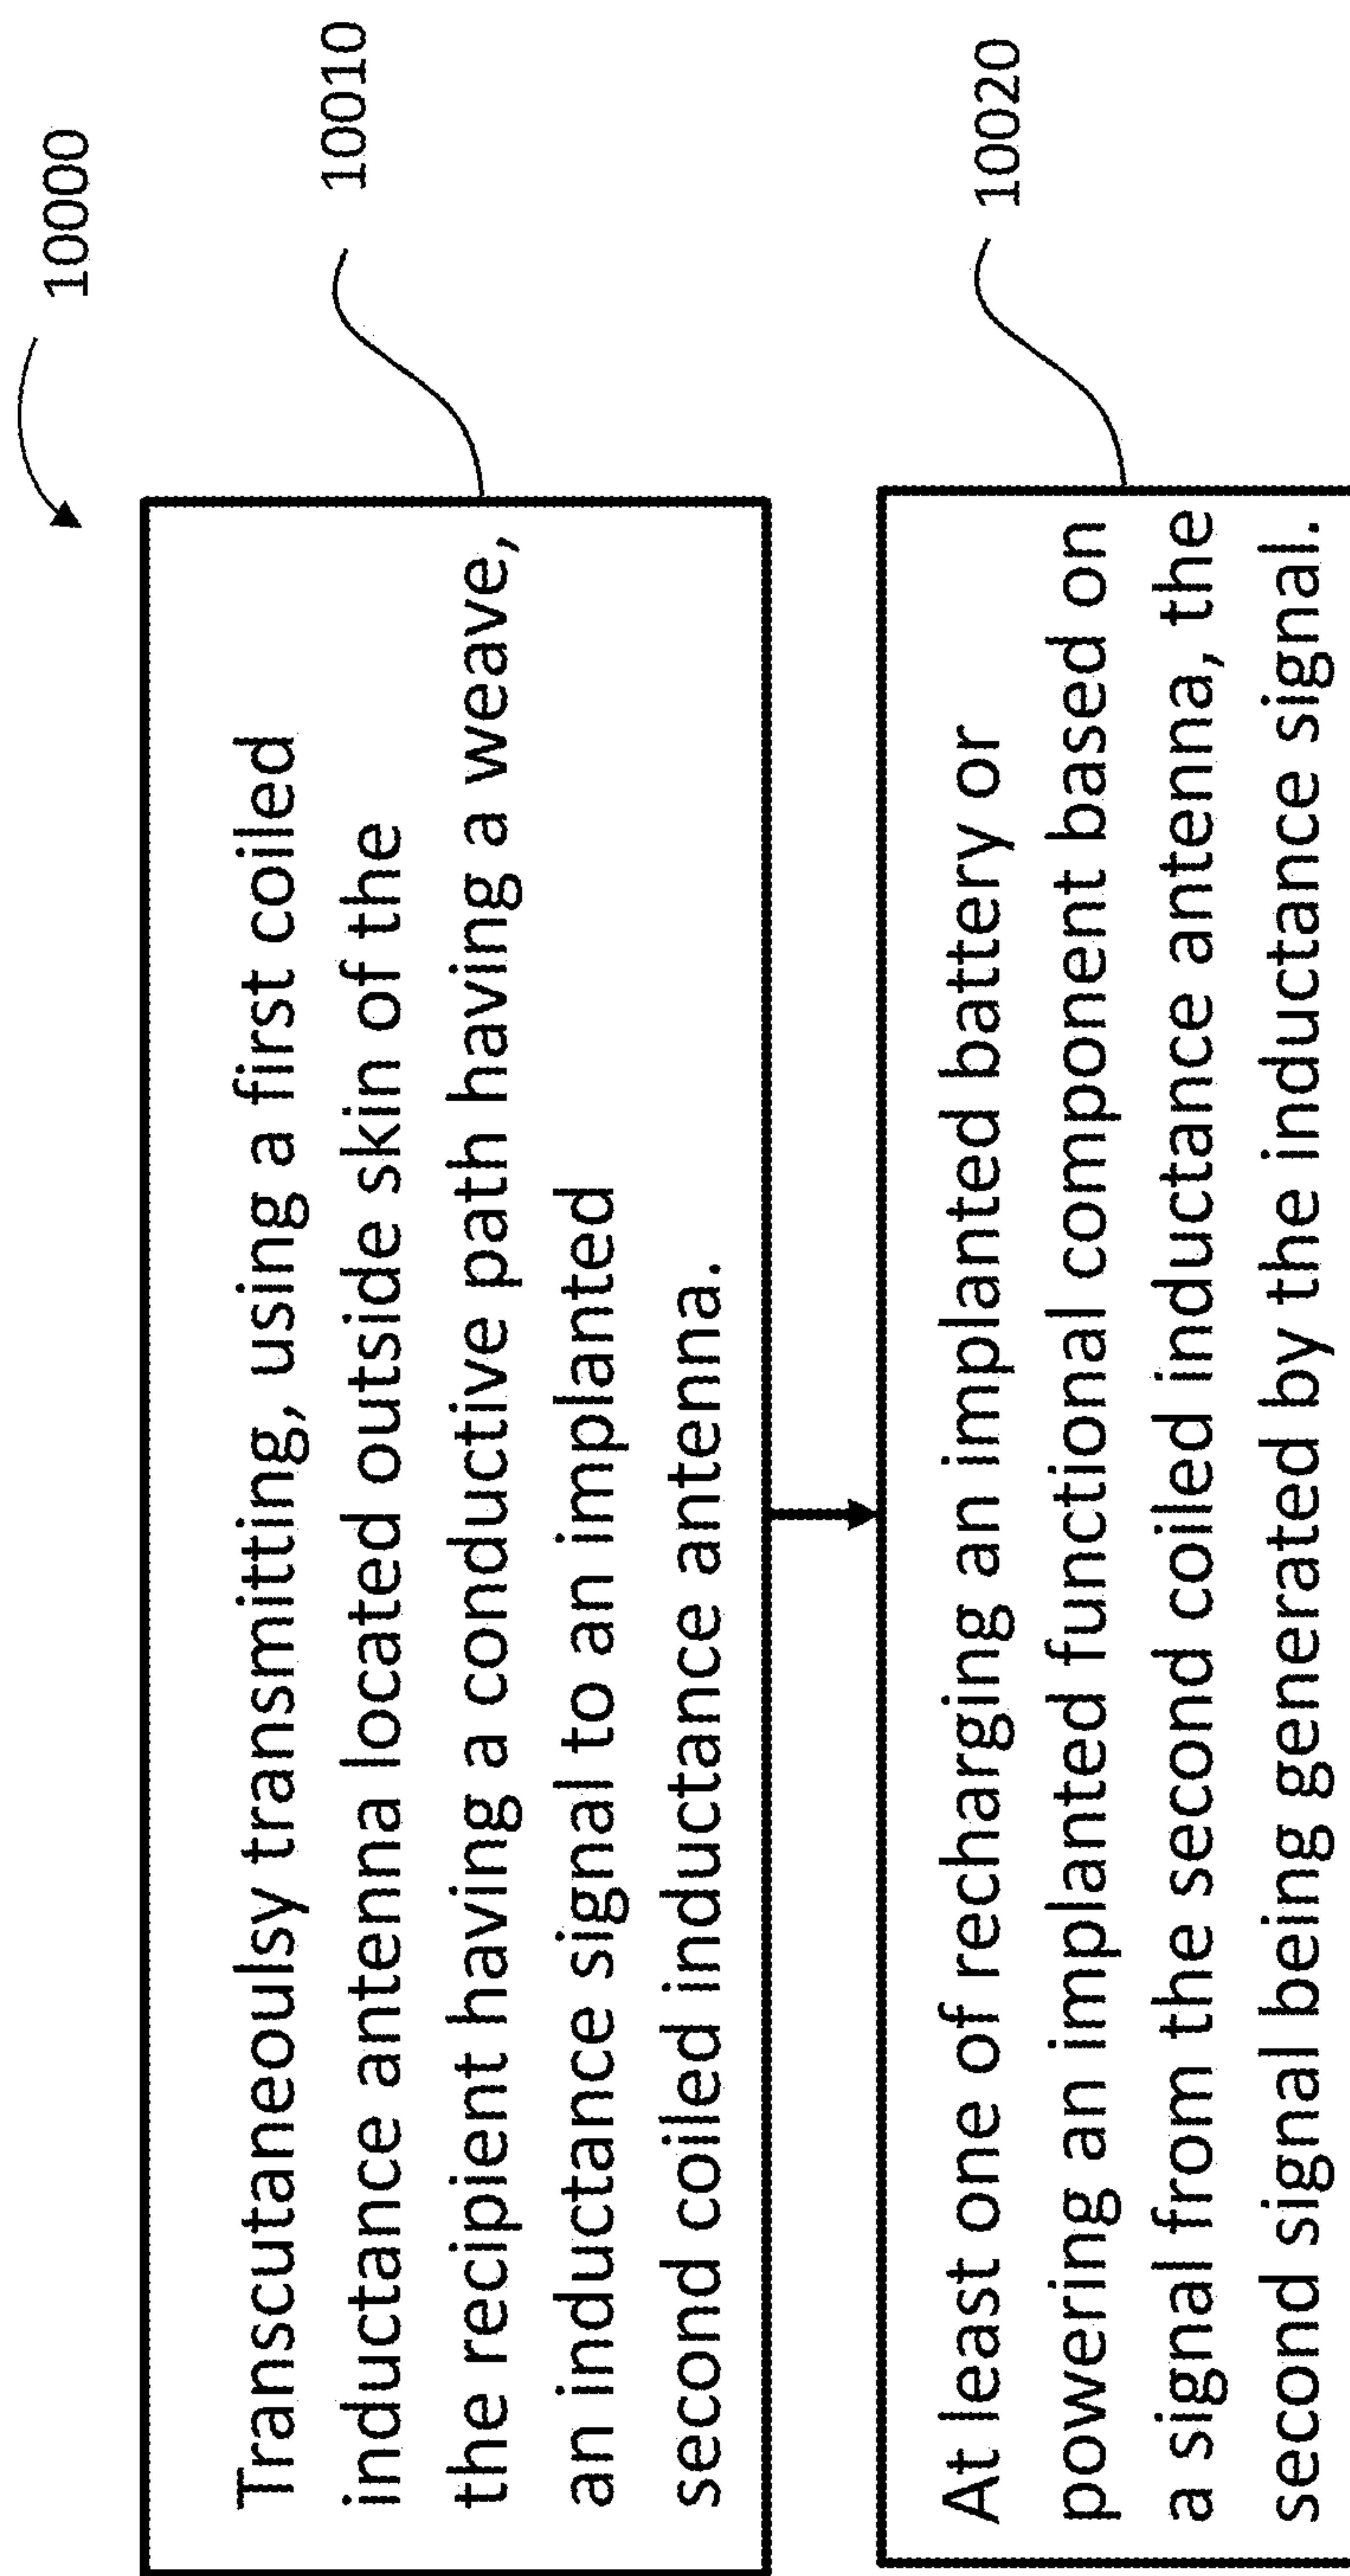 10000
Transcutaneoulsy transmitting, using a first coiled
inductance antenna located outside skin of the
the recipient having a conductive path having a weave,
an inductance signal to an implanted
second coiled inductance antenna.
10010
At least one of recharging an implanted battery or
powering an implanted functional component based on
a signal from the second coiled inductance antenna, the
second signal being generated by the inductance signal.
10020